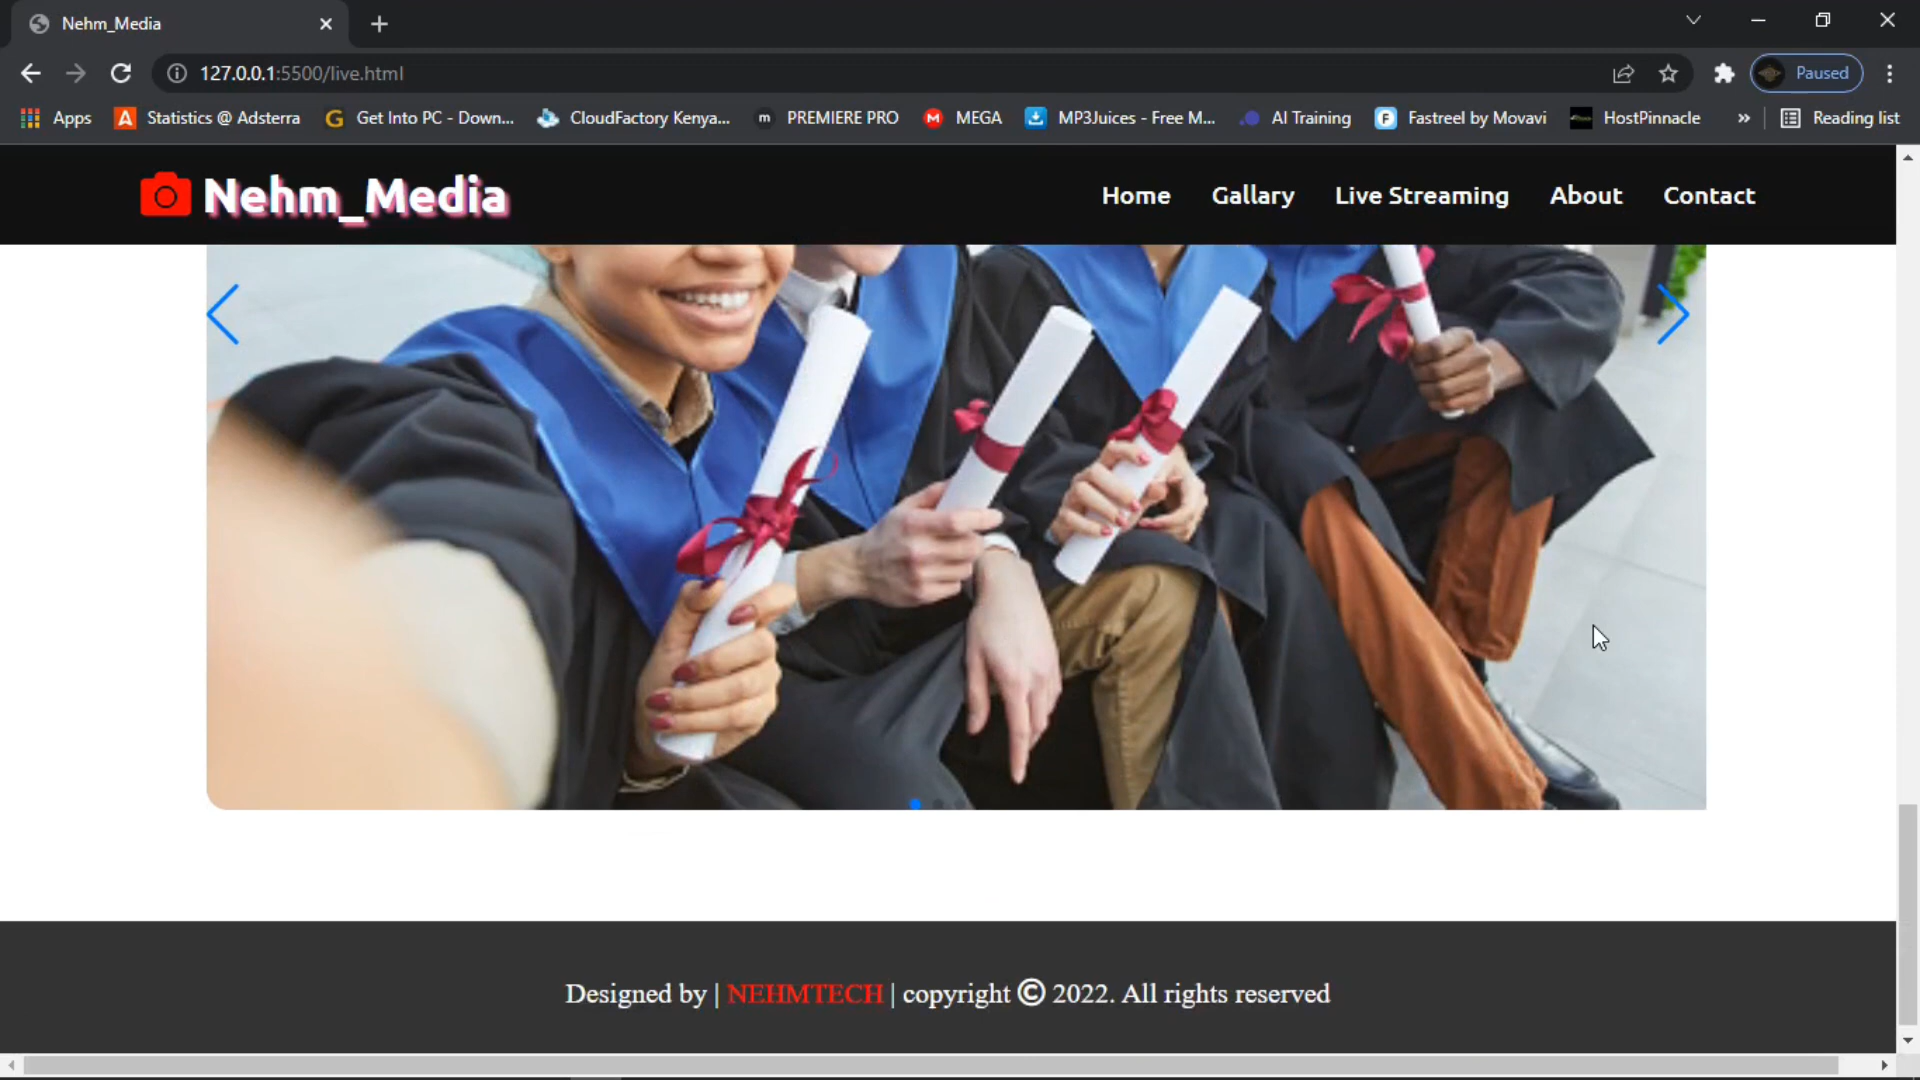 Nehm_Media
127.0.0.1:5500/live.html
Paused
Apps
Statistics @ Adsterra
Get Into PC - Down...
CloudFactory Kenya...
PREMIERE PRO
MEGA
MP3Juices - Free M...
AI Training
Fastreel by Movavi
HostPinnacle
»
Reading list
Nehm_Media
Home
Gallary
Live Streaming
About
Contact
Designed by | NEHMTECH | copyright © 2022. All rights reserved